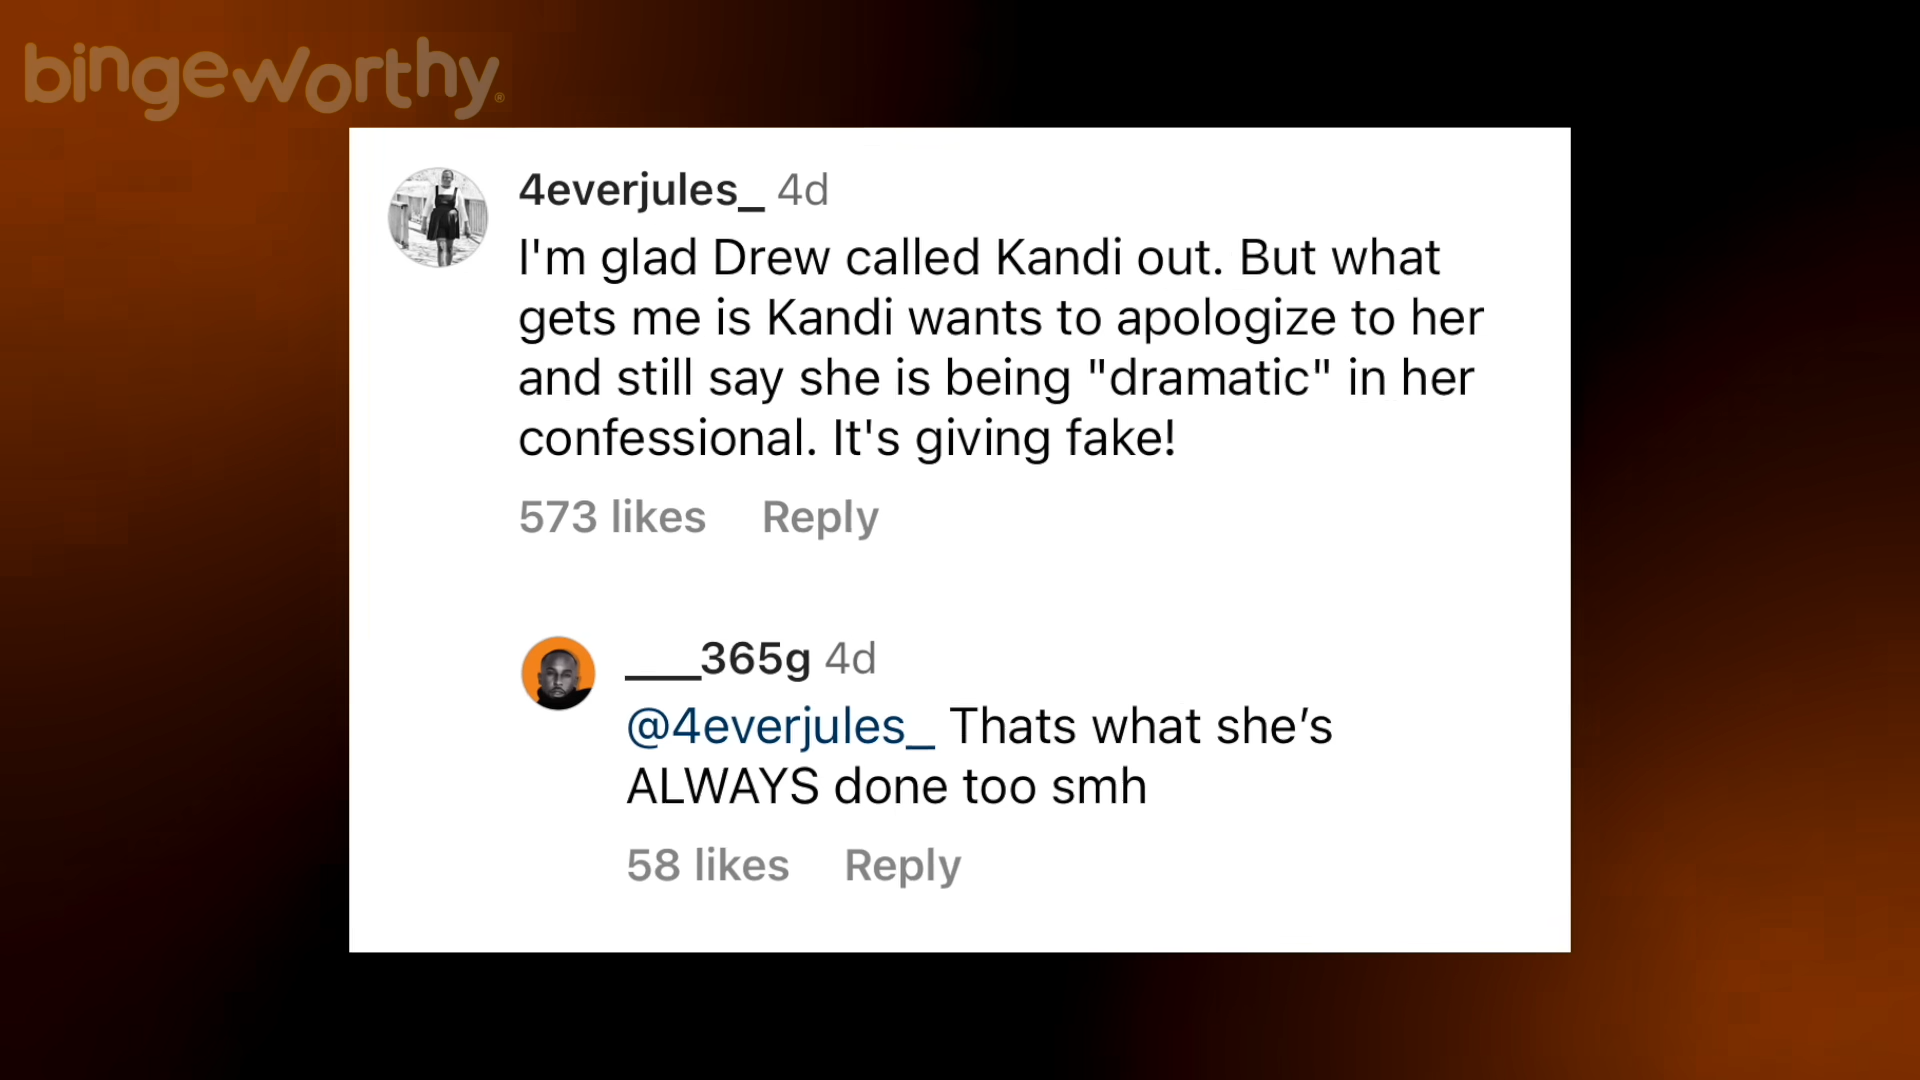 bingeworthy®
4everjules_ 4d
I'm glad Drew called Kandi out. But what
gets me is Kandi wants to apologize to her
and still say she is being "dramatic" in her
confessional. It's giving fake!
573 likes Reply
___365g 4d
@4everjules_ Thats what she’s
ALWAYS done too smh
58 likes Reply